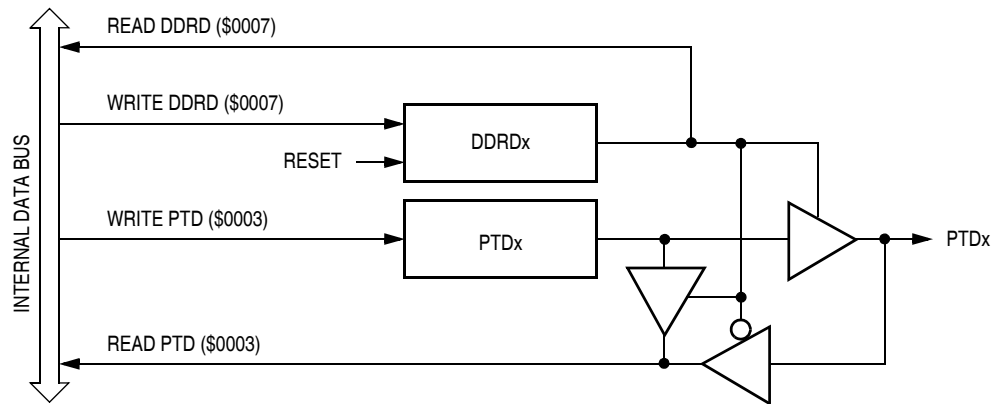 READ DDRD ($0007)
WRITE DDRD ($0007)
DDRDx
RESET
WRITE PTD ($0003)
PTDx
PTDx
READ PTD ($0003)
INTERNAL DATA BUS